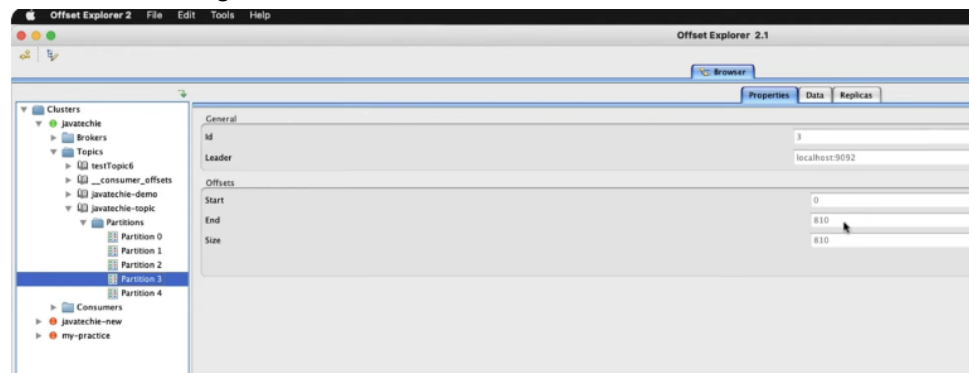 Offset Explorer 2 File Edit Tools Help
Offset Explorer 2.1
Browser
Properties Data Replicas
Clusters
javatechie
Brokers
Topics
testTopic6
__consumer_offsets
javatechie-demo
javatechie-topic
Partitions
Partition 0
Partition 1
Partition 2
Partition 3
Partition 4
Consumers
javatechie-new
my-practice
General
Id 3
Leader localhost:9092
Offsets
Start 0
End 810
Size 810